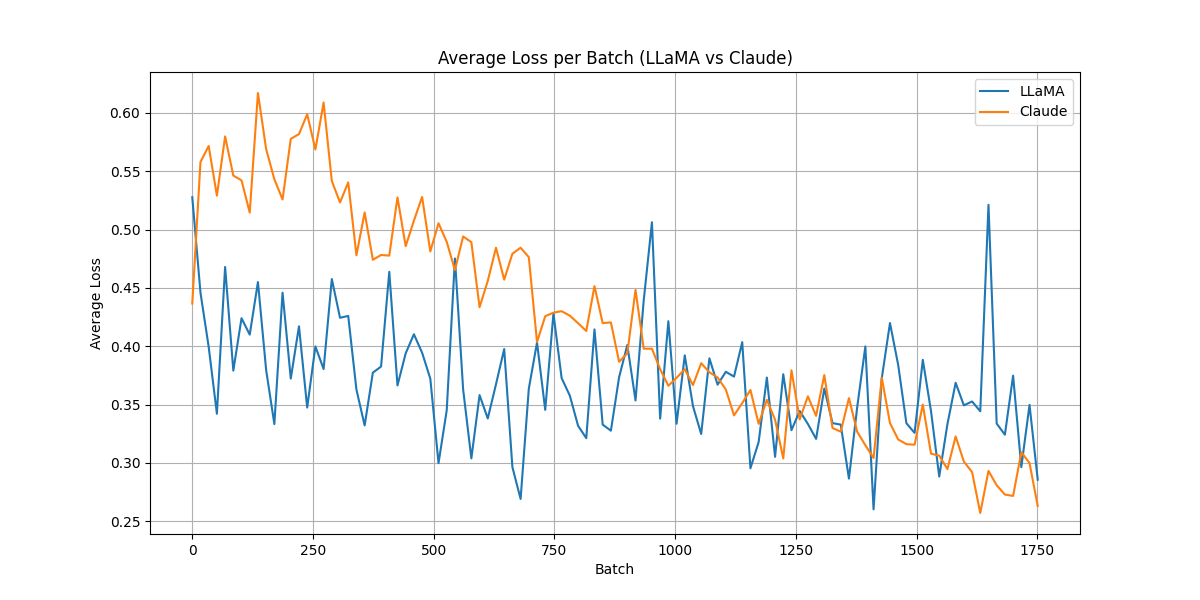 Average Loss per Batch (LLaMA vs Claude)
LLaMA
Claude
0.60
0.55
0.50
0.45
0.40
0.35
0.30
0.25
Average Loss
0 250 500 750 1000 1250 1500 1750
Batch